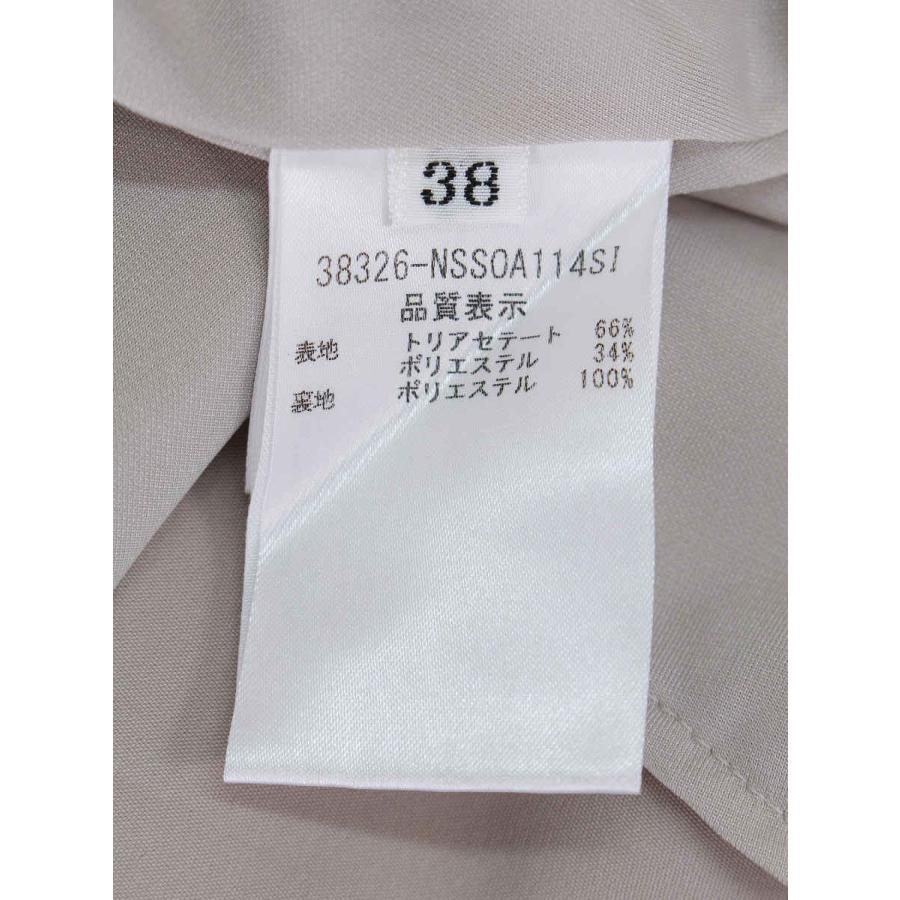 38
38326-NSSOA114SI
品質表示
表地 トリアセテート 66%
ポリエステル 34%
裏地 ポリエステル 100%